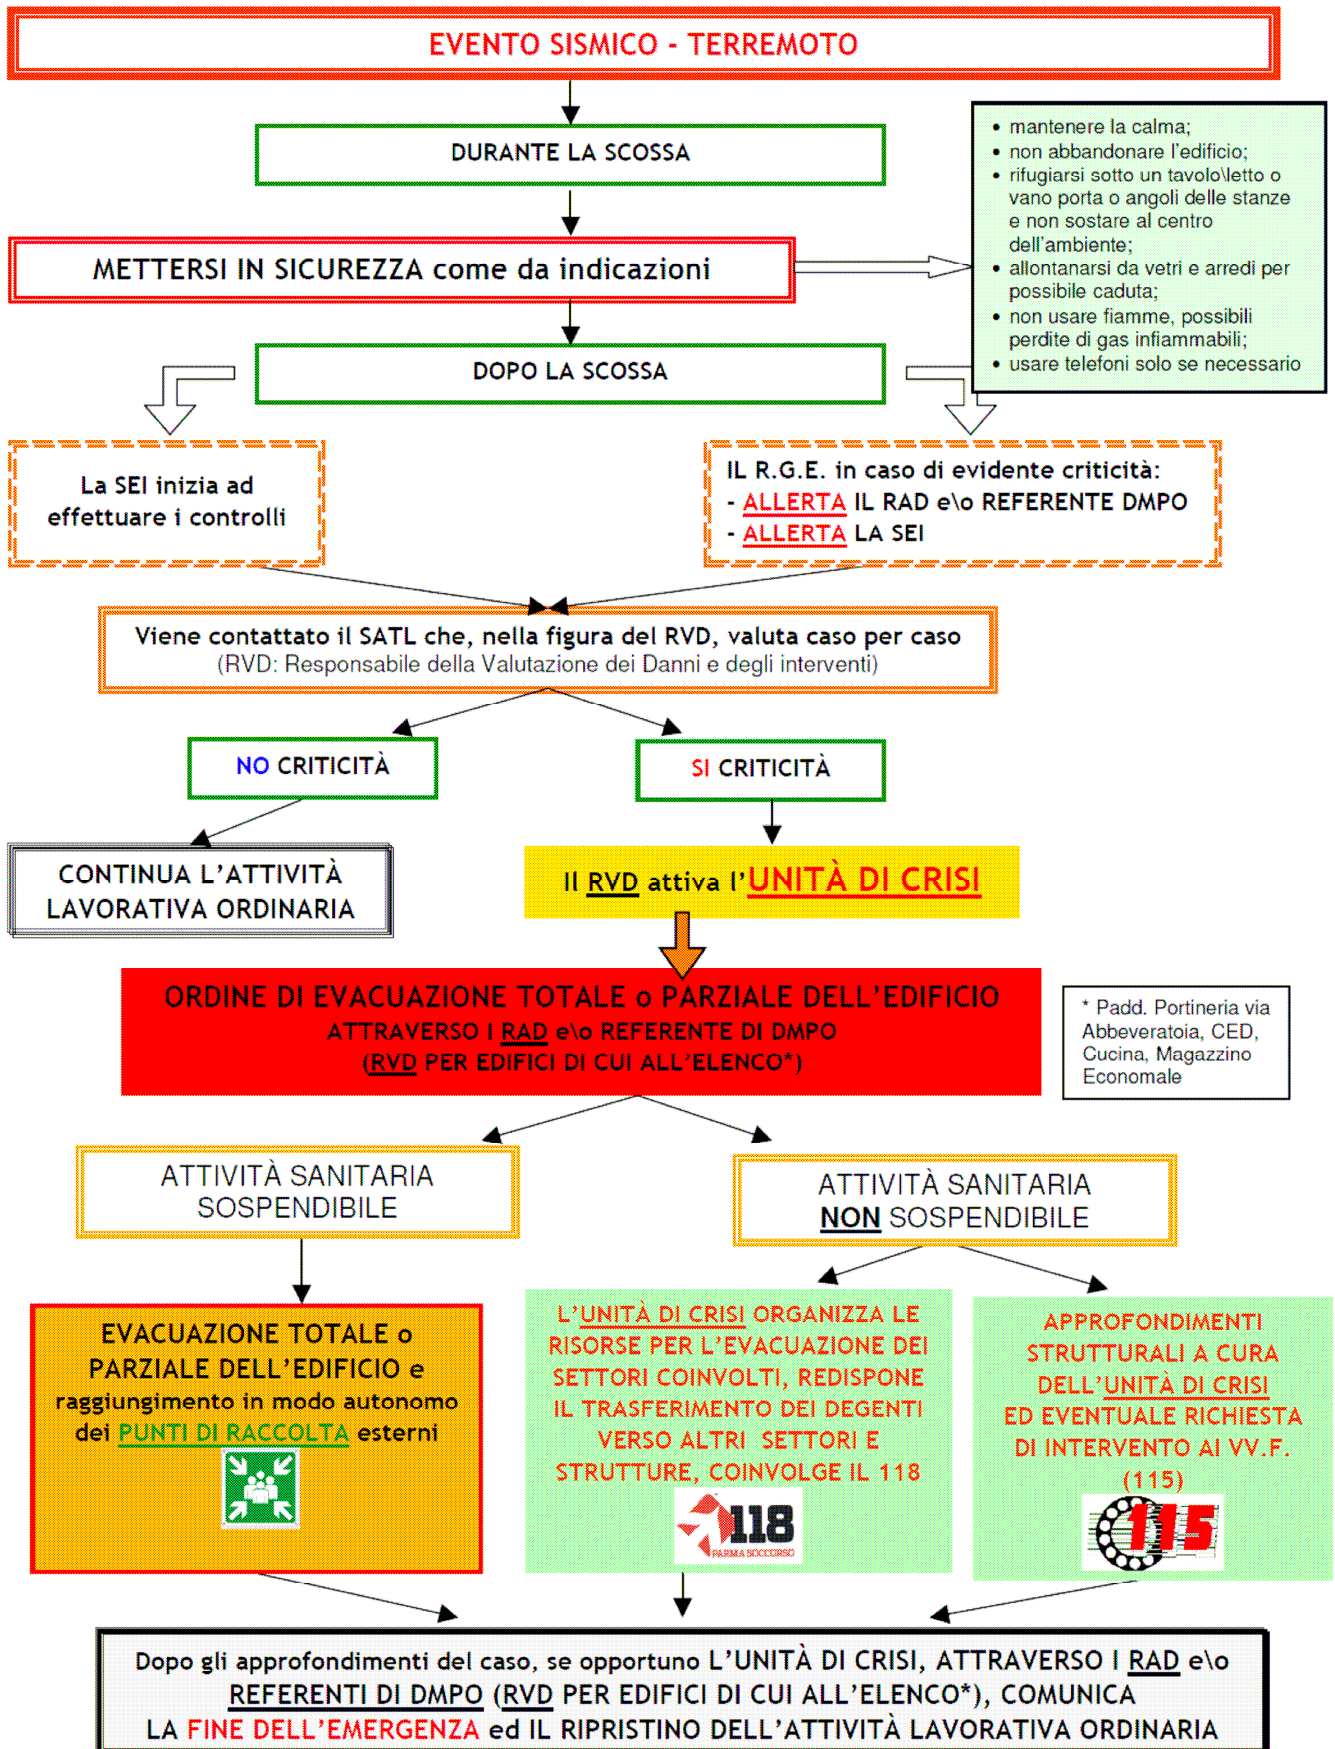 EVENTO SISMICO - TERREMOTO
DURANTE LA SCOSSA
• mantenere la calma;
• non abbandonare l'edificio;
• rifugiarsi sotto un tavolo\letto o
vano porta o angoli delle stanze
e non sostare al centro
dell'ambiente;
• allontanarsi da vetri e arredi per
possibile caduta;
• non usare fiamme, possibili
perdite di gas infiammabili;
• usare telefoni solo se necessario
METTERSI IN SICUREZZA come da indicazioni
DOPO LA SCOSSA
La SEI inizia ad
effettuare i controlli
IL R.G.E. in caso di evidente criticità:
- ALLERTA IL RAD e\o REFERENTE DMPO
- ALLERTA LA SEI
Viene contattato il SATL che, nella figura del RVD, valuta caso per caso
(RVD: Responsabile della Valutazione dei Danni e degli interventi)
NO CRITICITÀ
SI CRITICITÀ
CONTINUA L'ATTIVITÀ
LAVORATIVA ORDINARIA
Il RVD attiva l'UNITÀ DI CRISI
ORDINE DI EVACUAZIONE TOTALE o PARZIALE DELL'EDIFICIO
ATTRAVERSO I RAD e\o REFERENTE DI DMPO
(RVD PER EDIFICI DI CUI ALL'ELENCO*)
* Padd. Portineria via
Abbeveratoia, CED,
Cucina, Magazzino
Economale
ATTIVITÀ SANITARIA
SOSPENDIBILE
ATTIVITÀ SANITARIA
NON SOSPENDIBILE
EVACUAZIONE TOTALE o
PARZIALE DELL'EDIFICIO e
raggiungimento in modo autonomo
dei PUNTI DI RACCOLTA esterni
L'UNITÀ DI CRISI ORGANIZZA LE
RISORSE PER L'EVACUAZIONE DEI
SETTORI COINVOLTI, REDISPONE
IL TRASFERIMENTO DEI DEGENTI
VERSO ALTRI SETTORI E
STRUTTURE, COINVOLGE IL 118
118
PARMA SOCCORSO
APPROFONDIMENTI
STRUTTURALI A CURA
DELL'UNITÀ DI CRISI
ED EVENTUALE RICHIESTA
DI INTERVENTO AI VV.F.
(115)
115
Dopo gli approfondimenti del caso, se opportuno L'UNITÀ DI CRISI, ATTRAVERSO I RAD e\o
REFERENTI DI DMPO (RVD PER EDIFICI DI CUI ALL'ELENCO*), COMUNICA
LA FINE DELL'EMERGENZA ed IL RIPRISTINO DELL'ATTIVITÀ LAVORATIVA ORDINARIA